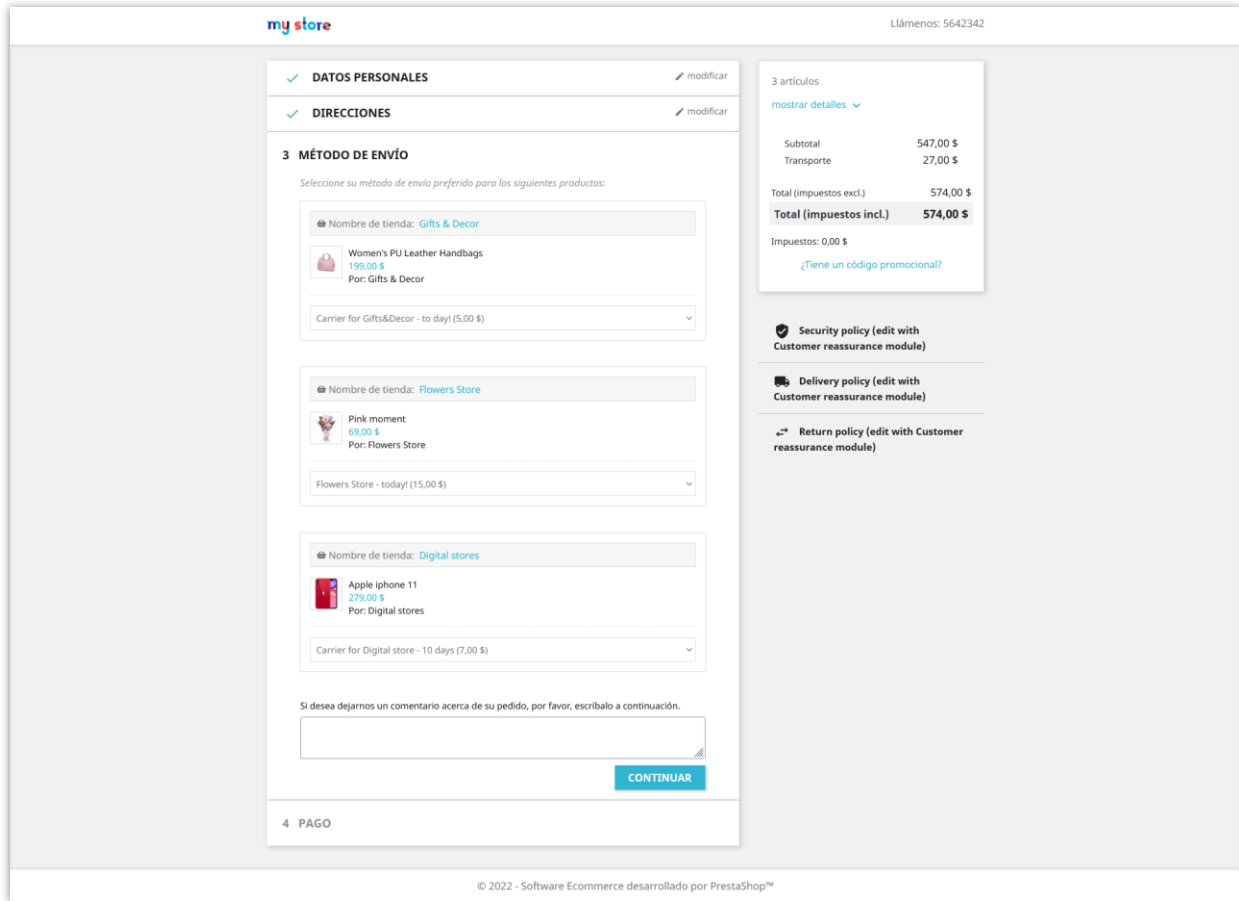 my store
Llámenos: 5642342
DATOS PERSONALES
modificar
DIRECCIONES
modificar
3 MÉTODO DE ENVÍO
Seleccione su método de envío preferido para los siguientes productos:
Nombre de tienda: Gifts & Decor
Women's PU Leather Handbags
199,00 $
Por: Gifts & Decor
Carrier for Gifts&Decor - to day! (5,00 $)
Nombre de tienda: Flowers Store
Pink moment
69,00 $
Por: Flowers Store
Flowers Store - today! (15,00 $)
Nombre de tienda: Digital stores
Apple iphone 11
279,00 $
Por: Digital stores
Carrier for Digital store - 10 days (7,00 $)
Si desea dejarnos un comentario acerca de su pedido, por favor, escríbalo a continuación.
CONTINUAR
4 PAGO
3 artículos
mostrar detalles
Subtotal 547,00 $
Transporte 27,00 $
Total (impuestos excl.) 574,00 $
Total (impuestos incl.) 574,00 $
Impuestos: 0,00 $
¿Tiene un código promocional?
Security policy (edit with
Customer reassurance module)
Delivery policy (edit with
Customer reassurance module)
Return policy (edit with Customer
reassurance module)
© 2022 - Software Ecommerce desarrollado por PrestaShop™